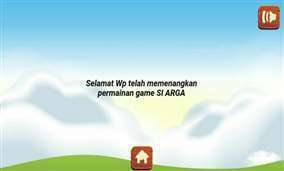 Selamat Wp telah memenangkan
permainan game SI ARGA